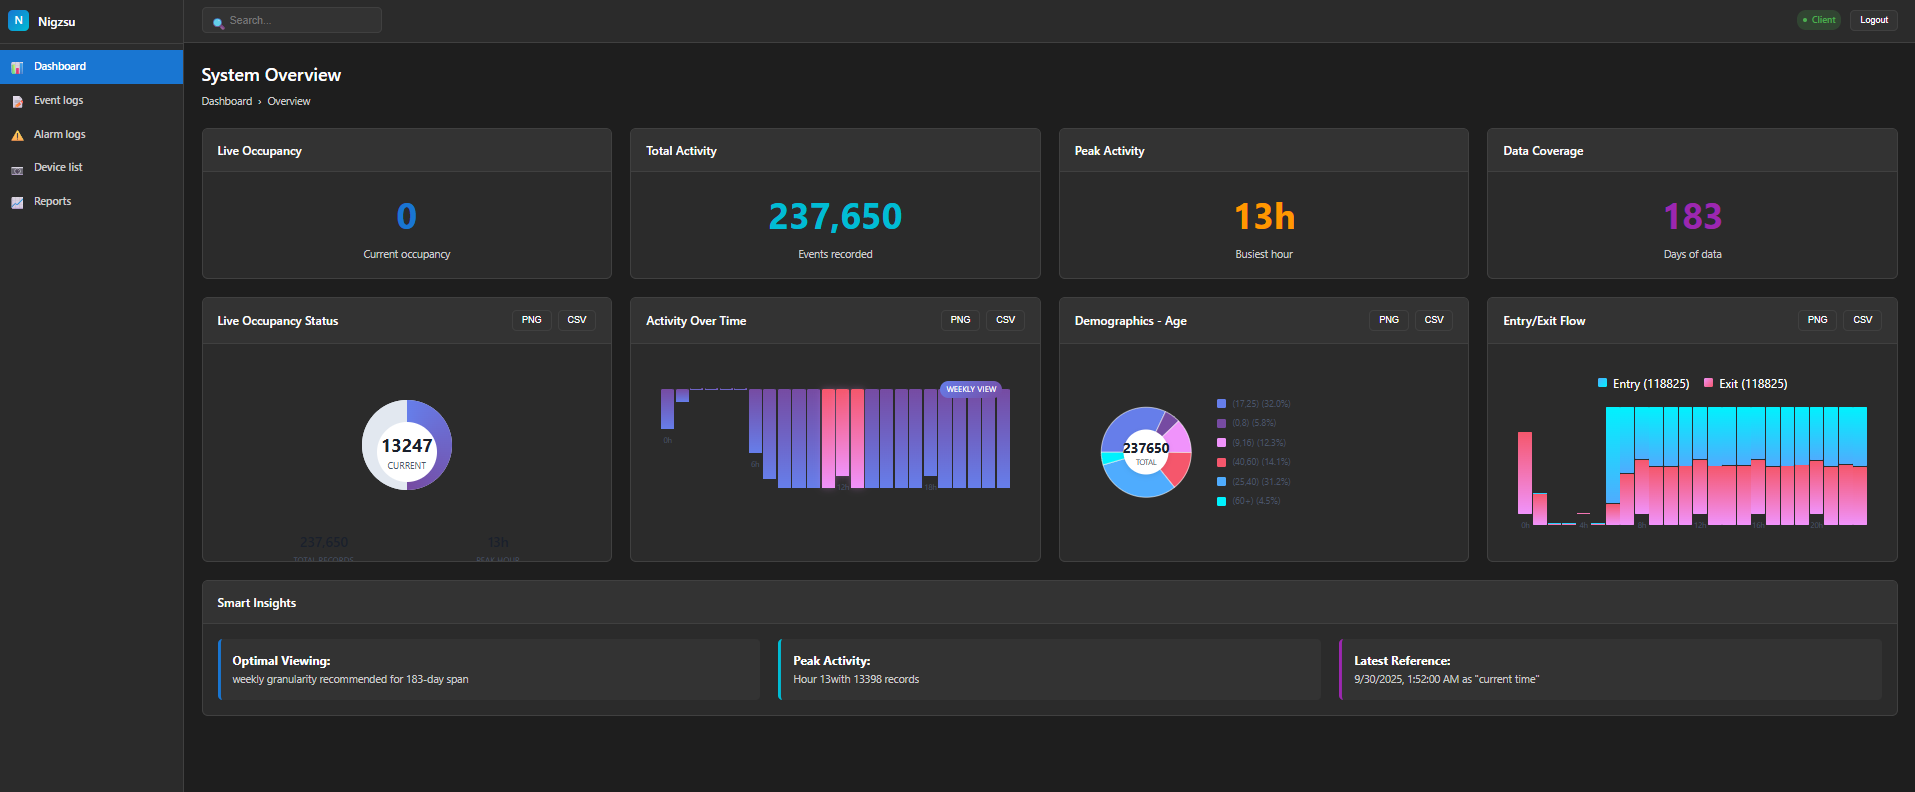 N Nigzsu
Search...
Client
Logout
Dashboard
Event logs
Alarm logs
Device list
Reports
System Overview
Dashboard › Overview
Live Occupancy
0
Current occupancy
Total Activity
237,650
Events recorded
Peak Activity
13h
Busiest hour
Data Coverage
183
Days of data
Live Occupancy Status
PNG
CSV
13247
CURRENT
237,650
TOTAL RECORDS
13h
PEAK HOUR
Activity Over Time
PNG
CSV
WEEKLY VIEW
0h
6h
12h
18h
Demographics - Age
PNG
CSV
237650
TOTAL
(17,25) (32.0%)
(0,8) (5.8%)
(9,16) (12.3%)
(40,60) (14.1%)
(25,40) (31.2%)
(60+) (4.5%)
Entry/Exit Flow
PNG
CSV
Entry (118825)
Exit (118825)
0h
4h
8h
12h
16h
20h
Smart Insights
Optimal Viewing:
weekly granularity recommended for 183-day span
Peak Activity:
Hour 13with 13398 records
Latest Reference:
9/30/2025, 1:52:00 AM as "current time"